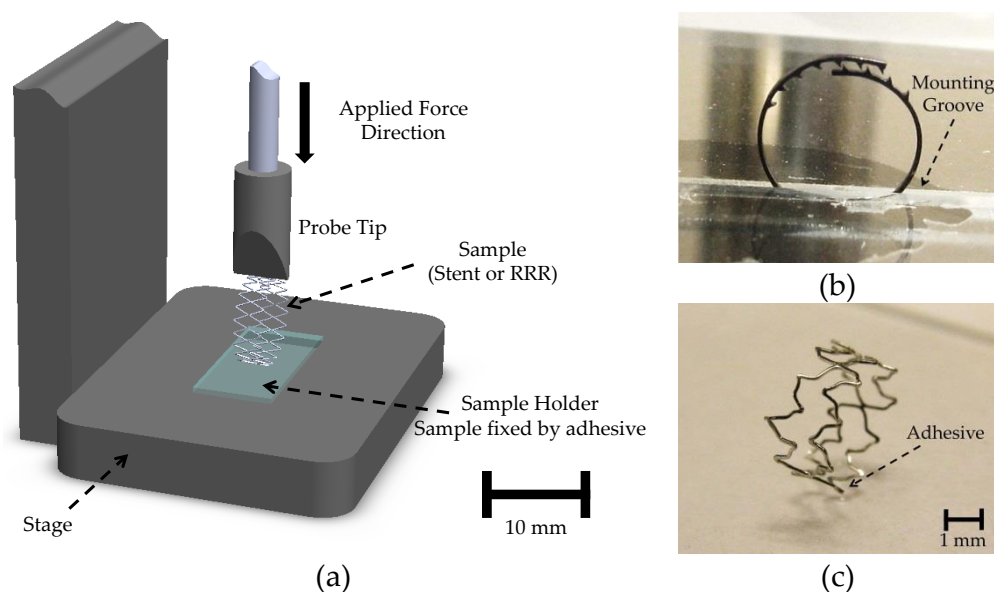 Applied Force
Direction
Probe Tip
Sample
(Stent or RRR)
Sample Holder
Sample fixed by adhesive
Stage
10 mm
(a)
Mounting
Groove
(b)
Adhesive
1 mm
(c)